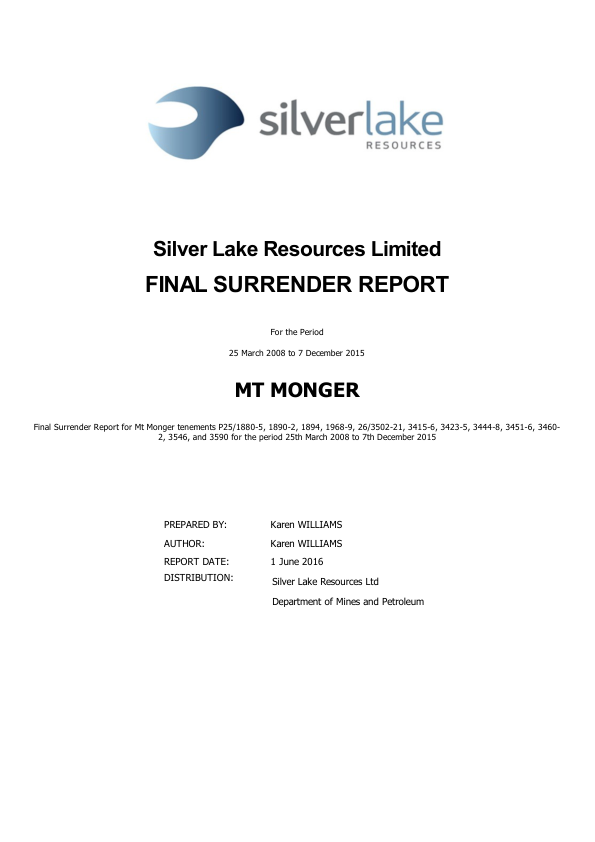 silverlake
RESOURCES
Silver Lake Resources Limited
FINAL SURRENDER REPORT
For the Period
25 March 2008 to 7 December 2015
MT MONGER
Final Surrender Report for Mt Monger tenements P25/1880-5, 1890-2, 1894, 1968-9, 26/3502-21, 3415-6, 3423-5, 3444-8, 3451-6, 3460-
2, 3546, and 3590 for the period 25th March 2008 to 7th December 2015
PREPARED BY: Karen WILLIAMS
AUTHOR: Karen WILLIAMS
REPORT DATE: 1 June 2016
DISTRIBUTION: Silver Lake Resources Ltd
Department of Mines and Petroleum